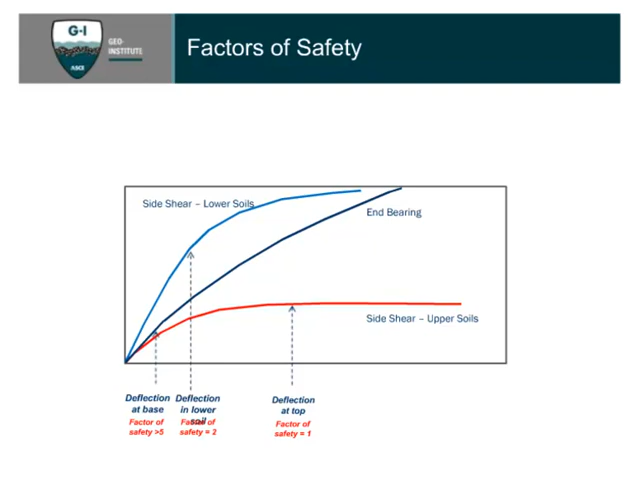 G-I
GEO-
INSTITUTE
ASCE
Factors of Safety
Side Shear – Lower Soils
End Bearing
Side Shear – Upper Soils
Deflection
at base
Factor of
safety >5
Deflection
in lower
soil
Factor of
safety = 2
Deflection
at top
Factor of
safety = 1